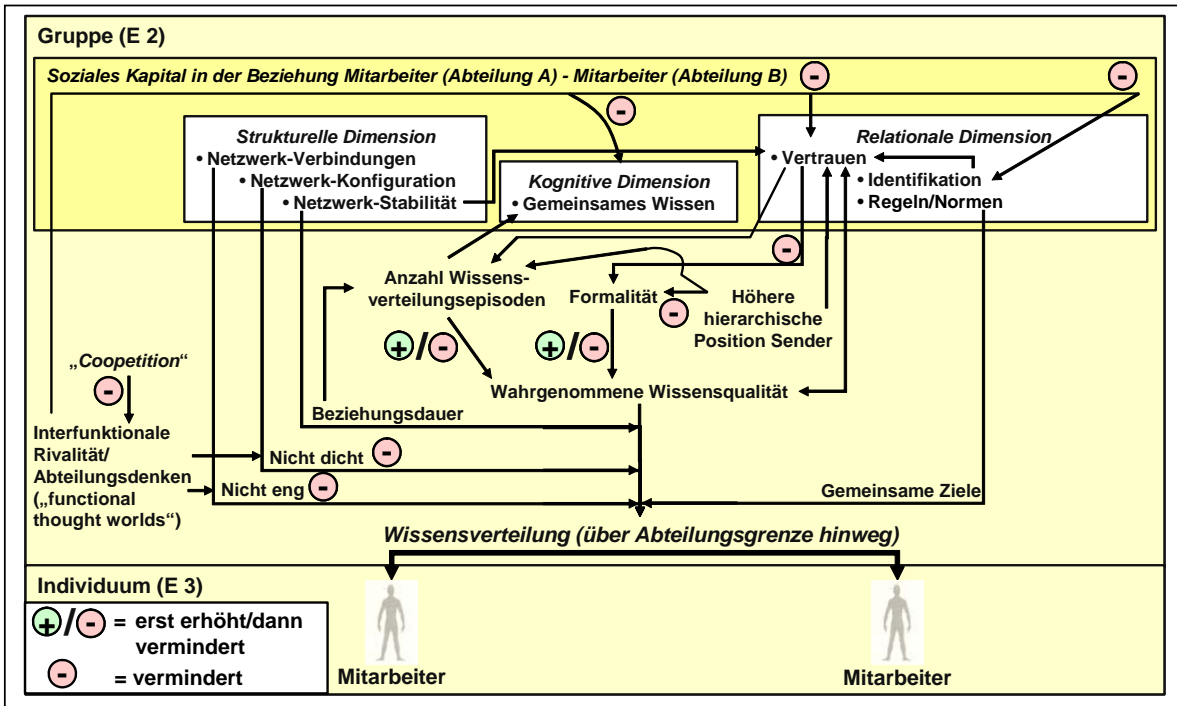 Gruppe (E 2)
Soziales Kapital in der Beziehung Mitarbeiter (Abteilung A) - Mitarbeiter (Abteilung B)
-
-
-
Strukturelle Dimension
• Netzwerk-Verbindungen
• Netzwerk-Konfiguration
• Netzwerk-Stabilität
Kognitive Dimension
• Gemeinsames Wissen
Relationale Dimension
• Vertrauen
• Identifikation
• Regeln/Normen
-
Anzahl Wissens-
verteilungsepisoden
Formalität
-
Höhere
hierarchische
Position Sender
+/-
+/-
„Coopetition“
-
Wahrgenommene Wissensqualität
Beziehungsdauer
Interfunktionale
Rivalität/
Abteilungsdenken
(„functional
thought worlds“)
Nicht dicht -
Nicht eng -
Gemeinsame Ziele
Wissensverteilung (über Abteilungsgrenze hinweg)
Individuum (E 3)
+/- = erst erhöht/dann
vermindert
- = vermindert
Mitarbeiter
Mitarbeiter